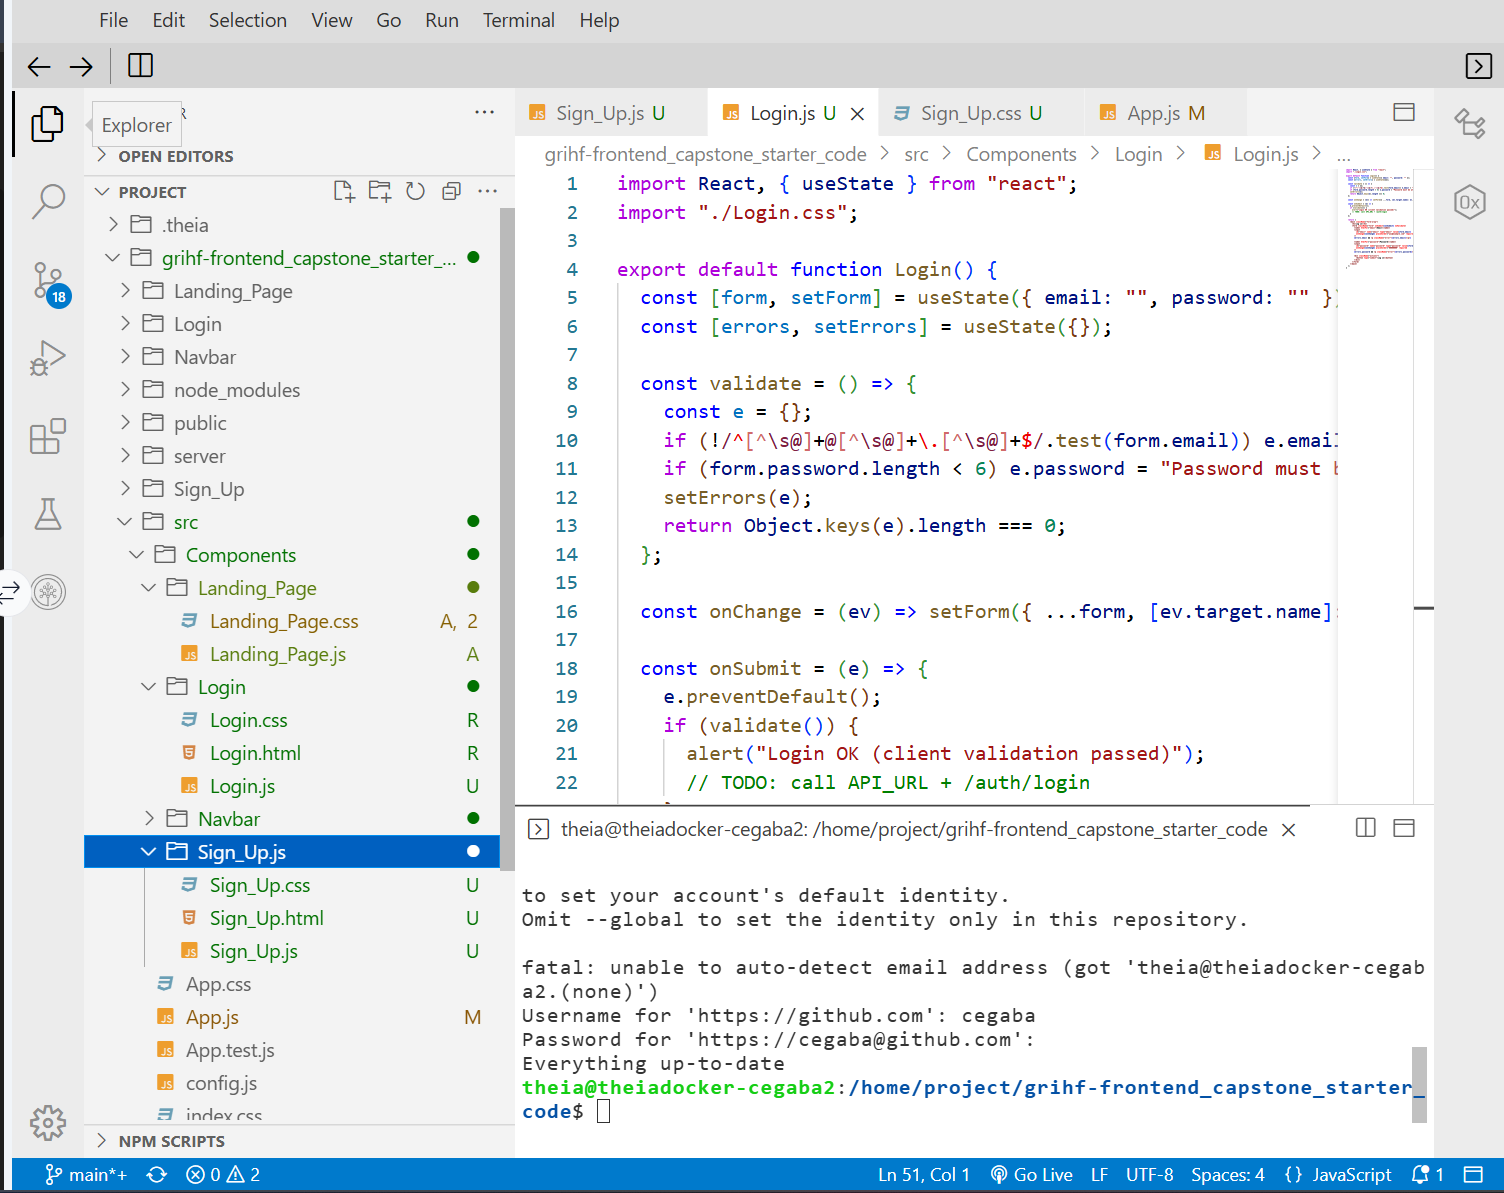 File Edit Selection View Go Run Terminal Help
Explorer
OPEN EDITORS
PROJECT
.theia
grihf-frontend_capstone_starter_...
Landing_Page
Login
Navbar
node_modules
public
server
Sign_Up
src
Components
Landing_Page
Landing_Page.css A, 2
Landing_Page.js A
Login
Login.css R
Login.html R
Login.js U
Navbar
Sign_Up.js
Sign_Up.css U
Sign_Up.html U
Sign_Up.js U
App.css
App.js M
App.test.js
config.js
index.css
NPM SCRIPTS
18
Sign_Up.js U Login.js U Sign_Up.css U App.js M
grihf-frontend_capstone_starter_code > src > Components > Login > Login.js > ...
1 import React, { useState } from "react";
2 import "./Login.css";
3
4 export default function Login() {
5 const [form, setForm] = useState({ email: "", password: "" })
6 const [errors, setErrors] = useState({});
7
8 const validate = () => {
9 const e = {};
10 if (!/^[^\s@]+@[^\s@]+\.[^\s@]+$/.test(form.email)) e.email
11 if (form.password.length < 6) e.password = "Password must b
12 setErrors(e);
13 return Object.keys(e).length === 0;
14 };
15
16 const onChange = (ev) => setForm({ ...form, [ev.target.name]:
17
18 const onSubmit = (e) => {
19 e.preventDefault();
20 if (validate()) {
21 alert("Login OK (client validation passed)");
22 // TODO: call API_URL + /auth/login
theia@theiadocker-cegaba2: /home/project/grihf-frontend_capstone_starter_code
to set your account's default identity.
Omit --global to set the identity only in this repository.
fatal: unable to auto-detect email address (got 'theia@theiadocker-cegab
a2.(none)')
Username for 'https://github.com': cegaba
Password for 'https://cegaba@github.com':
Everything up-to-date
theia@theiadocker-cegaba2:/home/project/grihf-frontend_capstone_starter_
code$
main*+ 0 2 Ln 51, Col 1 Go Live LF UTF-8 Spaces: 4 {} JavaScript 1